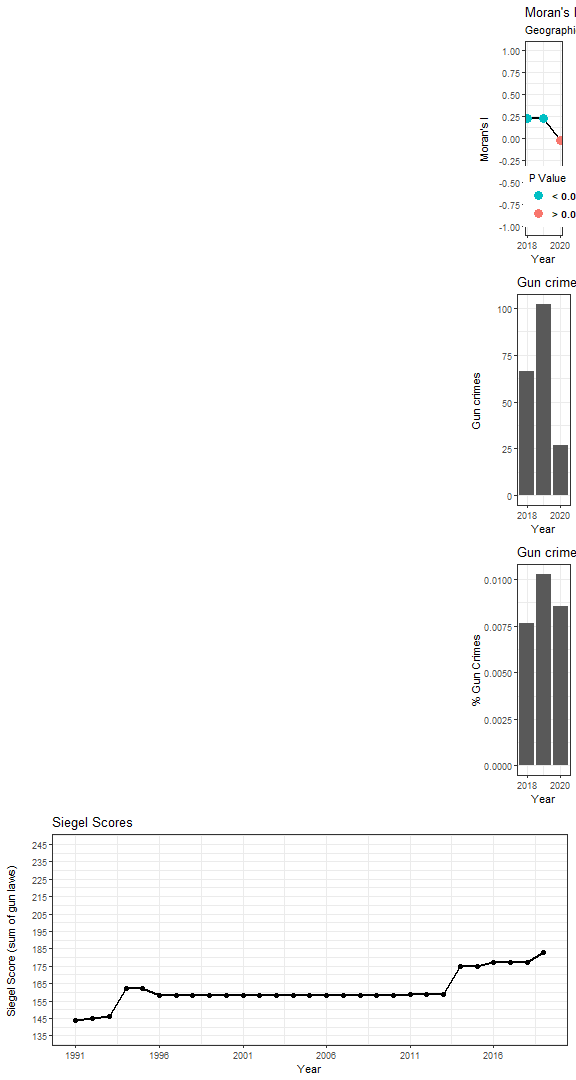 Moran's I
Geographi
1.00
0.75
0.50
0.25
0.00
-0.25
-0.50
-0.75
-1.00
Moran's I
P Value
< 0.0
> 0.0
2018 2020
Year
Gun crime
100
75
50
25
0
Gun crimes
2018 2020
Year
Gun crime
0.0100
0.0075
0.0050
0.0025
0.0000
% Gun Crimes
2018 2020
Year
Siegel Scores
245
235
225
215
205
195
185
175
165
155
145
135
Siegel Score (sum of gun laws)
1991 1996 2001 2006 2011 2016
Year